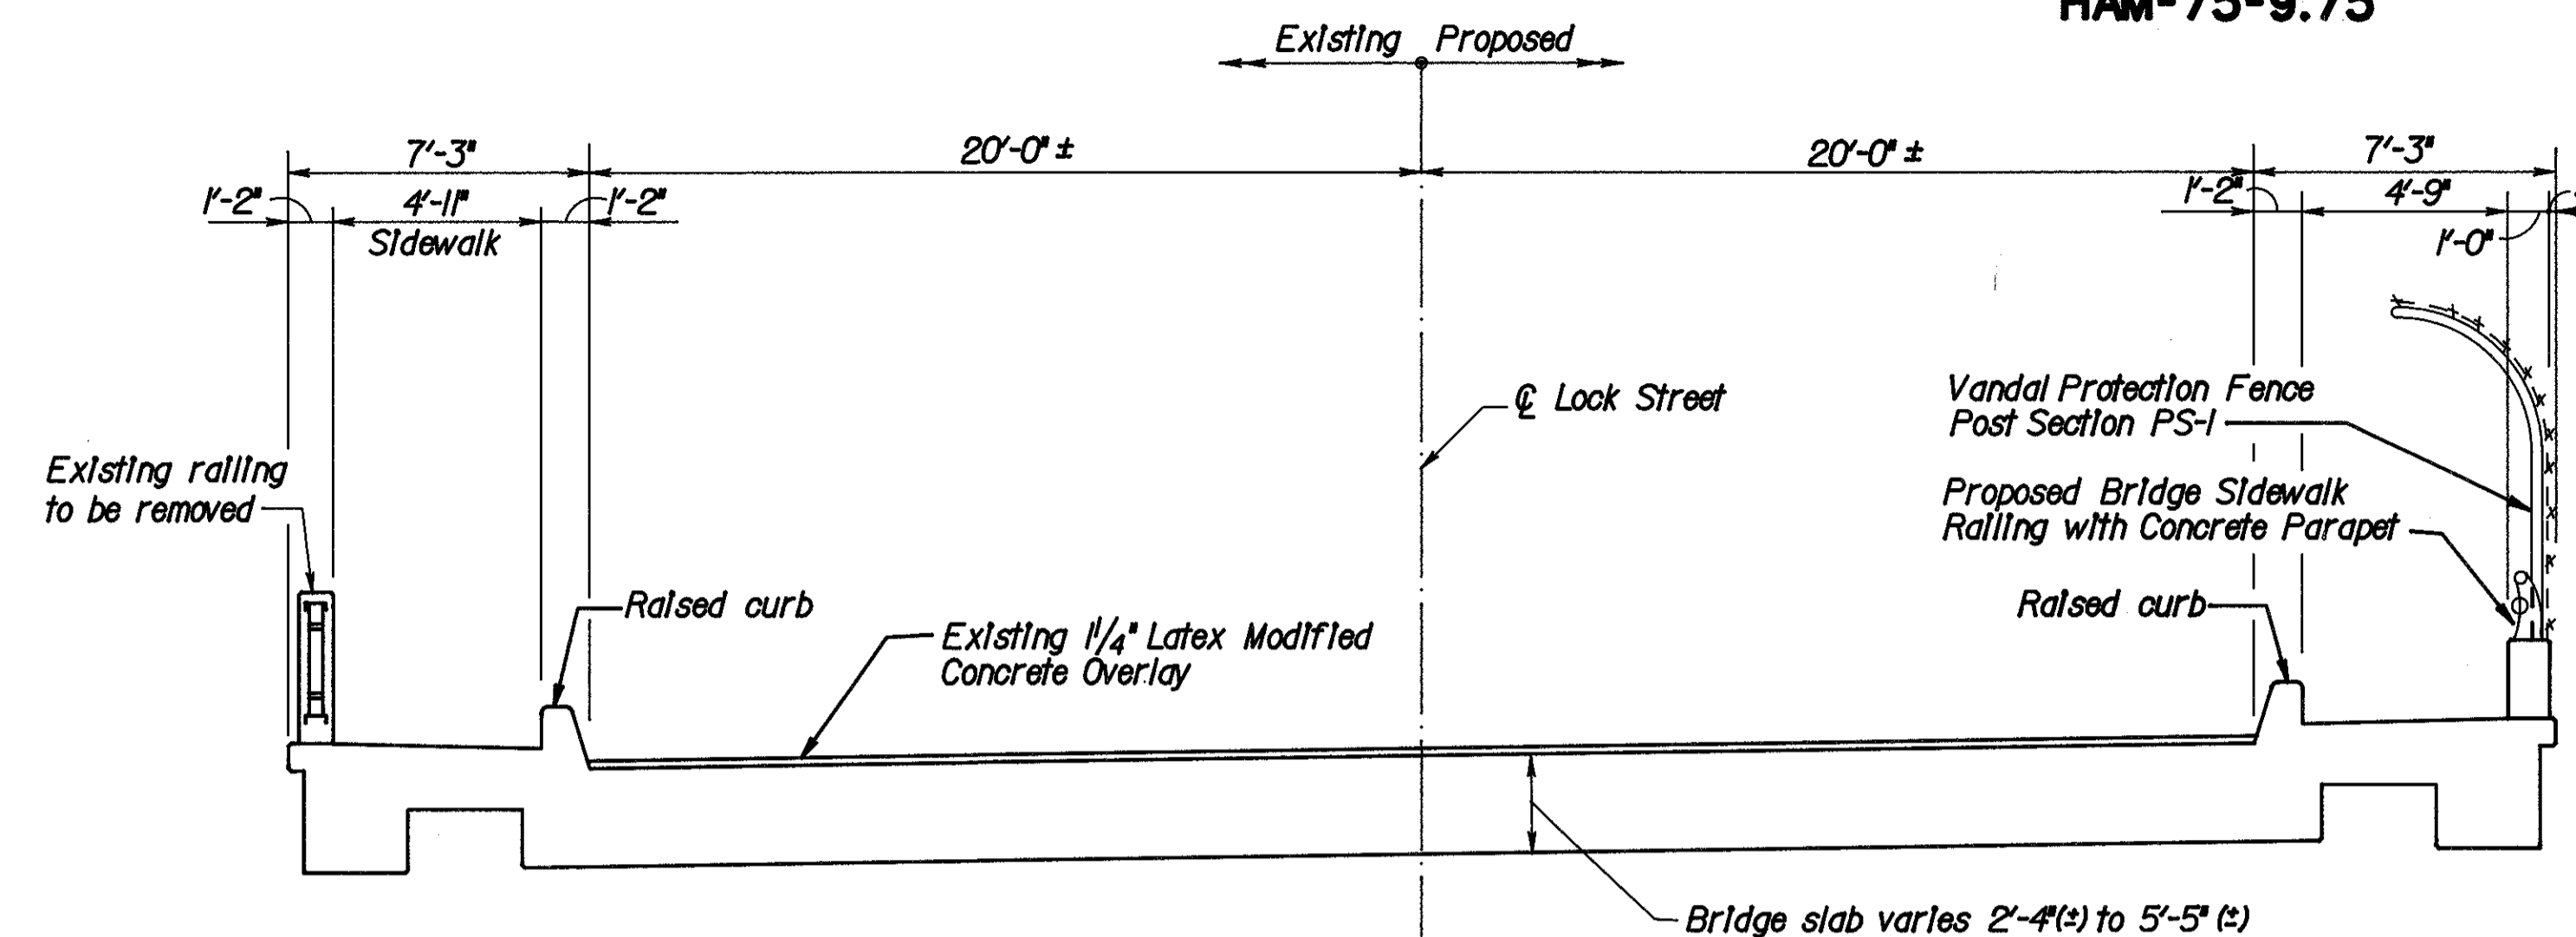 HAM-75-9.75
Existing Proposed
7'-3" 20'-0" ± 20'-0" ± 7'-3"
1'-2" 4'-11" 1'-2" 1'-2" 4'-9"
Sidewalk
1'-0"
℄ Lock Street
Vandal Protection Fence
Post Section PS-1
Existing railing
to be removed
Proposed Bridge Sidewalk
Railing with Concrete Parapet
Raised curb
Raised curb
Existing 1 1/4" Latex Modified
Concrete Overlay
Bridge slab varies 2'-4"(±) to 5'-5" (±)